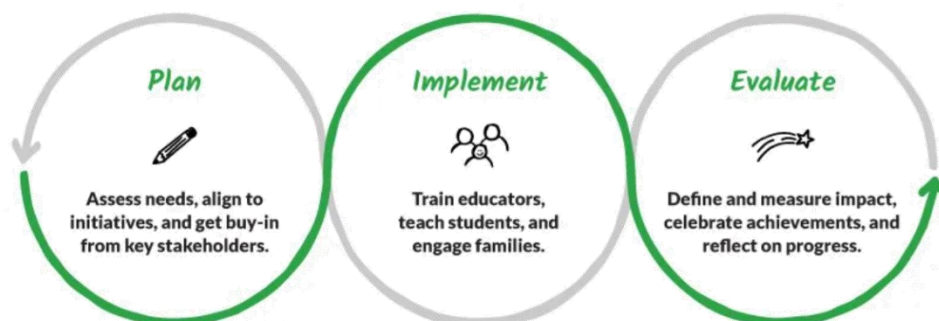 Plan
Assess needs, align to
initiatives, and get buy-in
from key stakeholders.
Implement
Train educators,
teach students, and
engage families.
Evaluate
Define and measure impact,
celebrate achievements, and
reflect on progress.